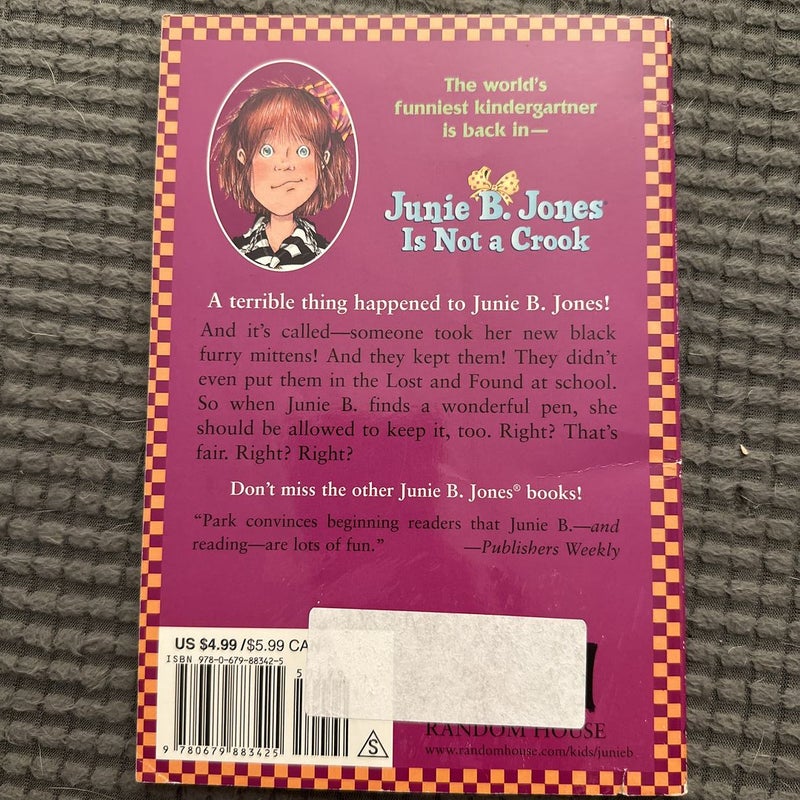 The world's
funniest kindergartner
is back in—
Junie B. Jones®
Is Not a Crook
A terrible thing happened to Junie B. Jones!
And it's called—someone took her new black
furry mittens! And they kept them! They didn't
even put them in the Lost and Found at school.
So when Junie B. finds a wonderful pen, she
should be allowed to keep it, too. Right? That's
fair. Right? Right?
Don't miss the other Junie B. Jones® books!
“Park convinces beginning readers that Junie B.—and
reading—are lots of fun.” —Publishers Weekly
US $4.99 /$5.99 CA
ISBN 978-0-679-88342-5
5
9 780679 883425
S
RANDOM HOUSE
www.randomhouse.com/kids/junieb